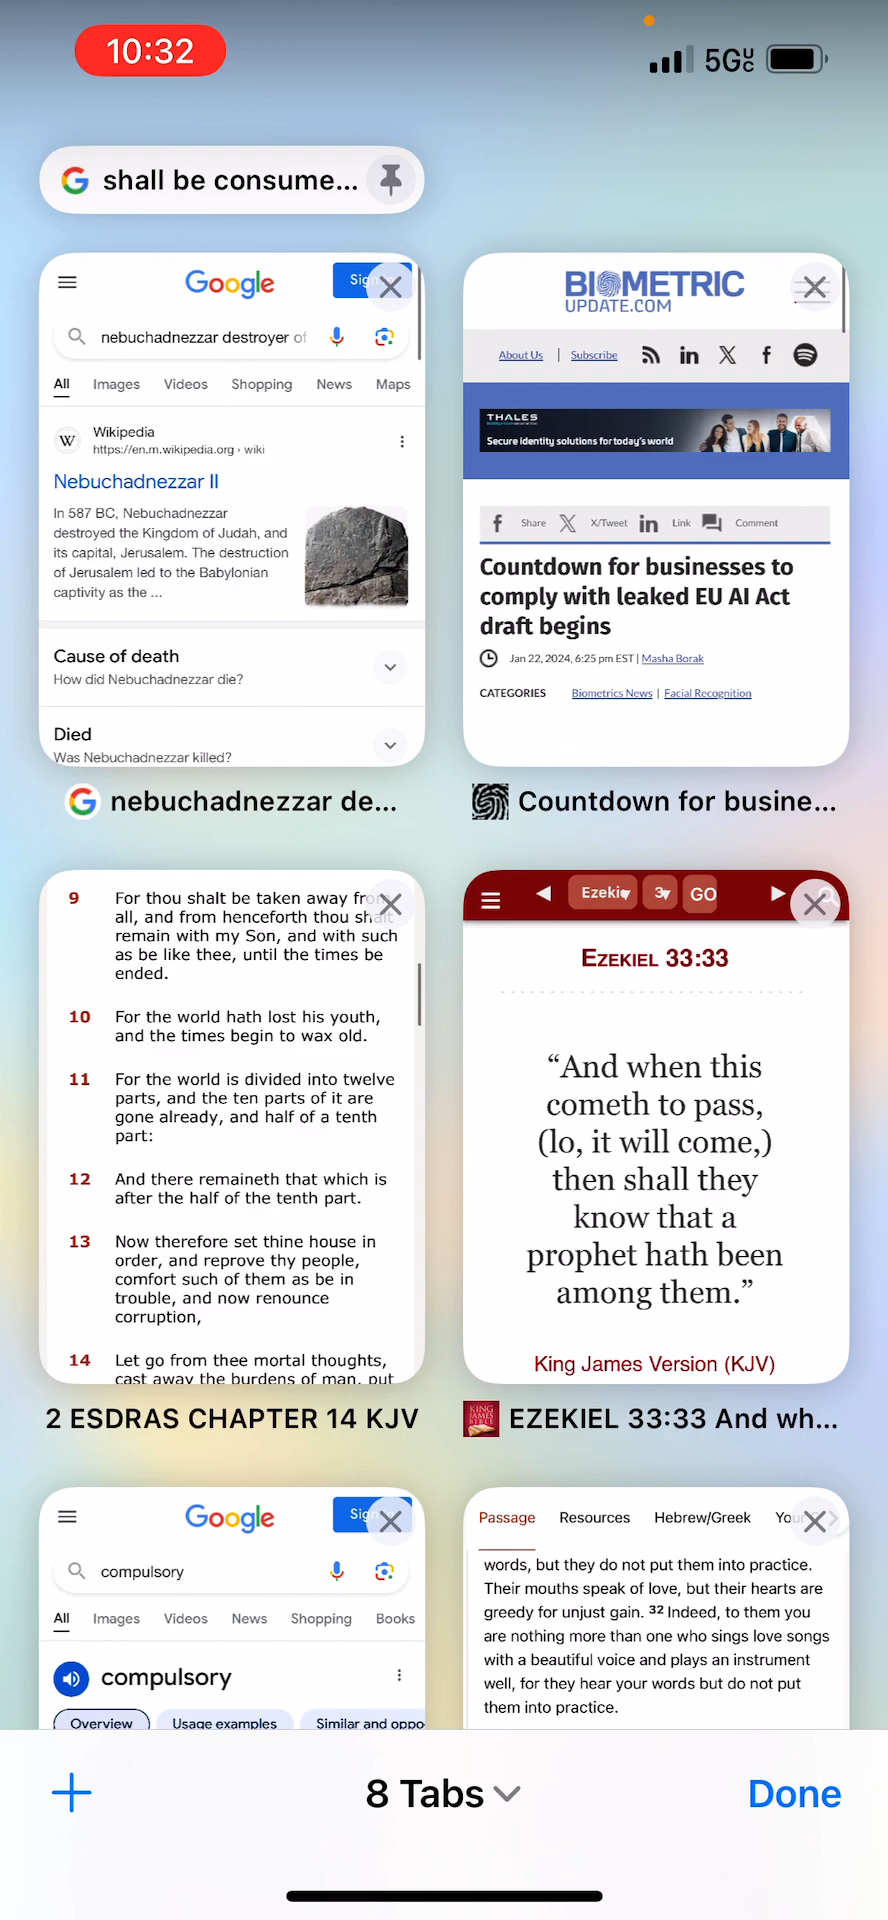 10:32
5GUC
shall be consume...
Google
nebuchadnezzar destroyer of
All Images Videos Shopping News Maps
W Wikipedia
https://en.m.wikipedia.org › wiki
Nebuchadnezzar II
In 587 BC, Nebuchadnezzar
destroyed the Kingdom of Judah, and
its capital, Jerusalem. The destruction
of Jerusalem led to the Babylonian
captivity as the ...
Cause of death
How did Nebuchadnezzar die?
Died
Was Nebuchadnezzar killed?
nebuchadnezzar de...
BIOMETRIC
UPDATE.COM
About Us | Subscribe
THALES
Secure identity solutions for today's world
Share X/Tweet Link Comment
Countdown for businesses to
comply with leaked EU AI Act
draft begins
Jan 22, 2024, 6:25 pm EST | Masha Borak
CATEGORIES Biometrics News | Facial Recognition
Countdown for busine...
9 For thou shalt be taken away from
all, and from henceforth thou shalt
remain with my Son, and with such
as be like thee, until the times be
ended.
10 For the world hath lost his youth,
and the times begin to wax old.
11 For the world is divided into twelve
parts, and the ten parts of it are
gone already, and half of a tenth
part:
12 And there remaineth that which is
after the half of the tenth part.
13 Now therefore set thine house in
order, and reprove thy people,
comfort such of them as be in
trouble, and now renounce
corruption,
14 Let go from thee mortal thoughts,
cast away the burdens of man, put
2 ESDRAS CHAPTER 14 KJV
Ezeki 3 GO
EZEKIEL 33:33
“And when this
cometh to pass,
(lo, it will come,)
then shall they
know that a
prophet hath been
among them.”
King James Version (KJV)
EZEKIEL 33:33 And wh...
Google
compulsory
All Images Videos News Shopping Books
compulsory
Overview Usage examples Similar and oppo
Passage Resources Hebrew/Greek You
words, but they do not put them into practice.
Their mouths speak of love, but their hearts are
greedy for unjust gain. 32 Indeed, to them you
are nothing more than one who sings love songs
with a beautiful voice and plays an instrument
well, for they hear your words but do not put
them into practice.
8 Tabs
Done